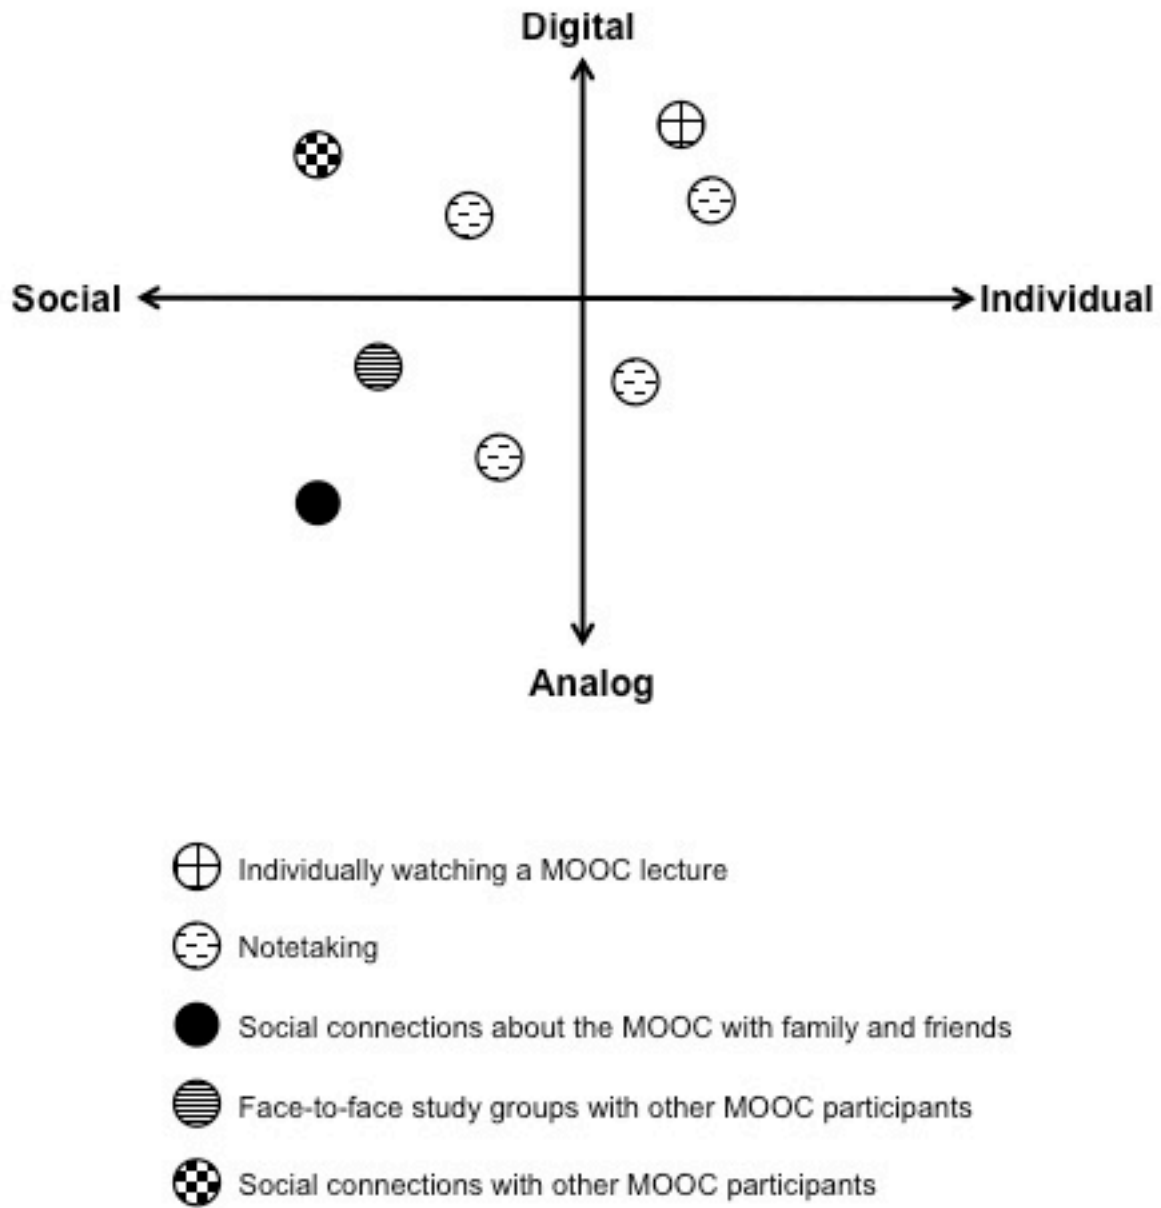 Digital
Social
Individual
Analog
Individually watching a MOOC lecture
Notetaking
Social connections about the MOOC with family and friends
Face-to-face study groups with other MOOC participants
Social connections with other MOOC participants